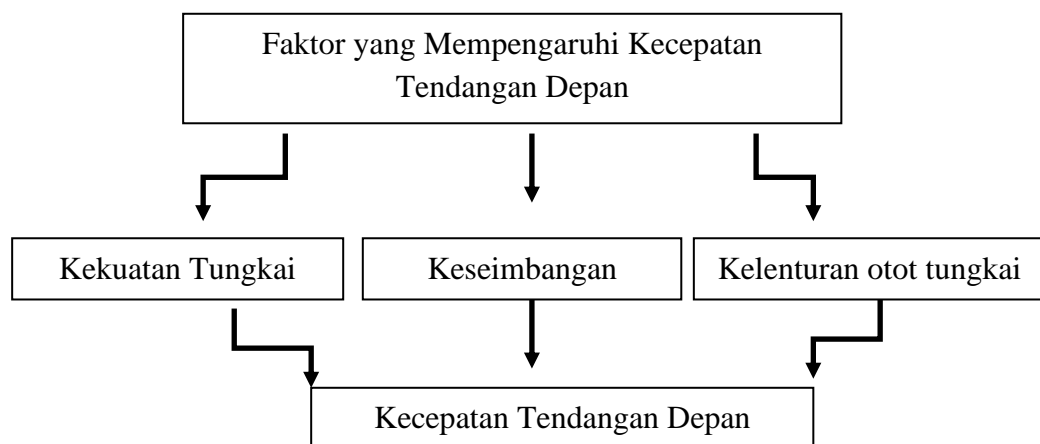 Faktor yang Mempengaruhi Kecepatan
Tendangan Depan
Kekuatan Tungkai
Keseimbangan
Kelenturan otot tungkai
Kecepatan Tendangan Depan